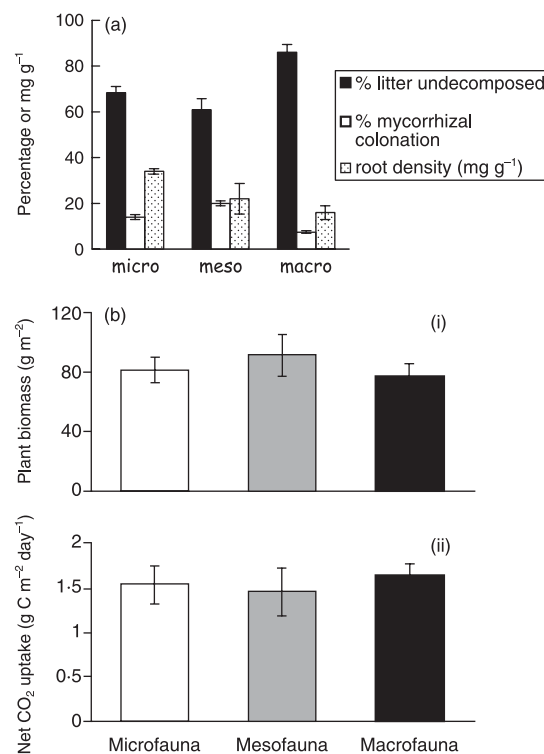 (a)
Percentage or mg g⁻¹
100
80
60
40
20
0
micro meso macro
% litter undecomposed
% mycorrhizal
colonation
root density (mg g⁻¹)
(b)
(i)
Plant biomass (g m⁻²)
120
80
40
0
(ii)
Net CO₂ uptake (g C m⁻² day⁻¹)
2
1·5
1
0·5
0
Microfauna Mesofauna Macrofauna